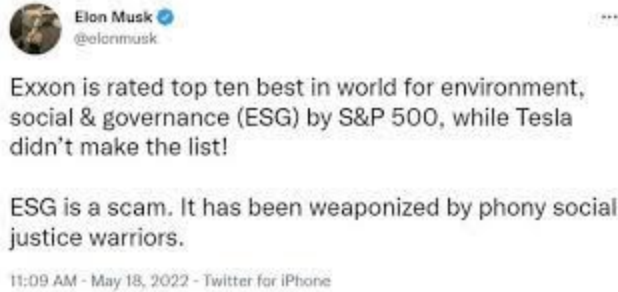 Elon Musk
@elonmusk
Exxon is rated top ten best in world for environment,
social & governance (ESG) by S&P 500, while Tesla
didn't make the list!
ESG is a scam. It has been weaponized by phony social
justice warriors.
11:09 AM - May 18, 2022 - Twitter for iPhone